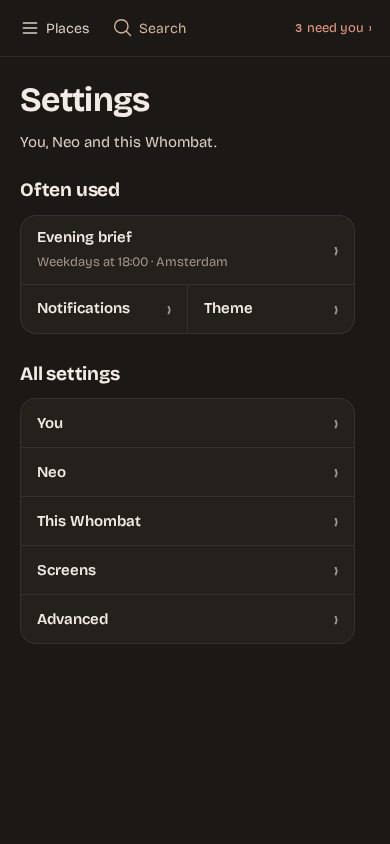 Places
Search
3 need you ›
Settings
You, Neo and this Whombat.
Often used
Evening brief
Weekdays at 18:00 · Amsterdam
›
Notifications ›
Theme ›
All settings
You ›
Neo ›
This Whombat ›
Screens ›
Advanced ›